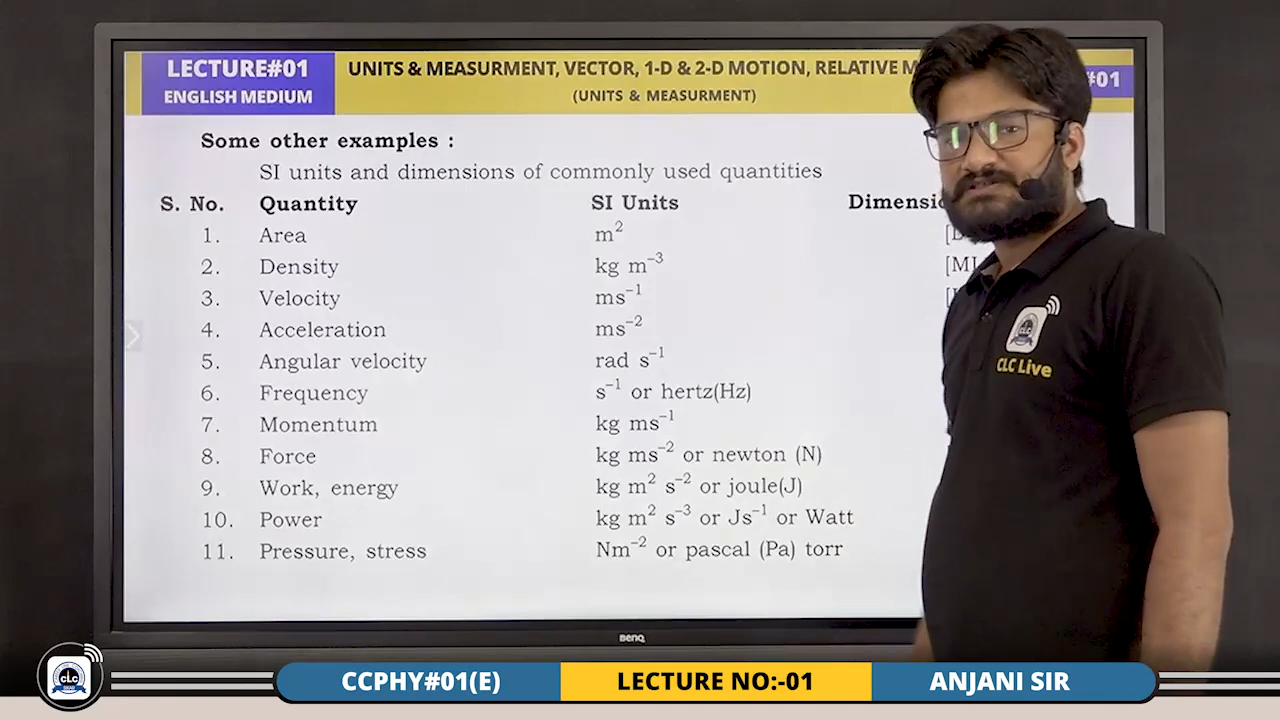 LECTURE#01
ENGLISH MEDIUM
UNITS & MEASURMENT, VECTOR, 1-D & 2-D MOTION, RELATIVE
(UNITS & MEASURMENT)
#01
Some other examples :
SI units and dimensions of commonly used quantities
S. No. Quantity SI Units
1. Area m²
2. Density kg m⁻³
3. Velocity ms⁻¹
4. Acceleration ms⁻²
5. Angular velocity rad s⁻¹
6. Frequency s⁻¹ or hertz(Hz)
7. Momentum kg ms⁻¹
8. Force kg ms⁻² or newton (N)
9. Work, energy kg m² s⁻² or joule(J)
10. Power kg m² s⁻³ or Js⁻¹ or Watt
11. Pressure, stress Nm⁻² or pascal (Pa) torr
CLC
CLC Live
BenQ
CLC
SIKAR
CCPHY#01(E)
LECTURE NO:-01
ANJANI SIR